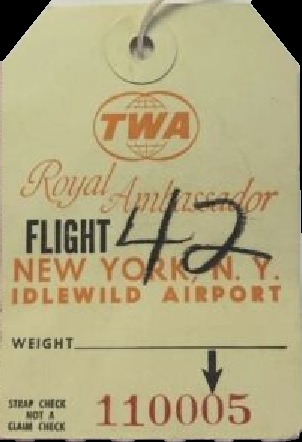 TWA
Royal Ambassador
FLIGHT 42
NEW YORK, N. Y.
IDLEWILD AIRPORT
WEIGHT
STRAP CHECK
NOT A
CLAIM CHECK
110005